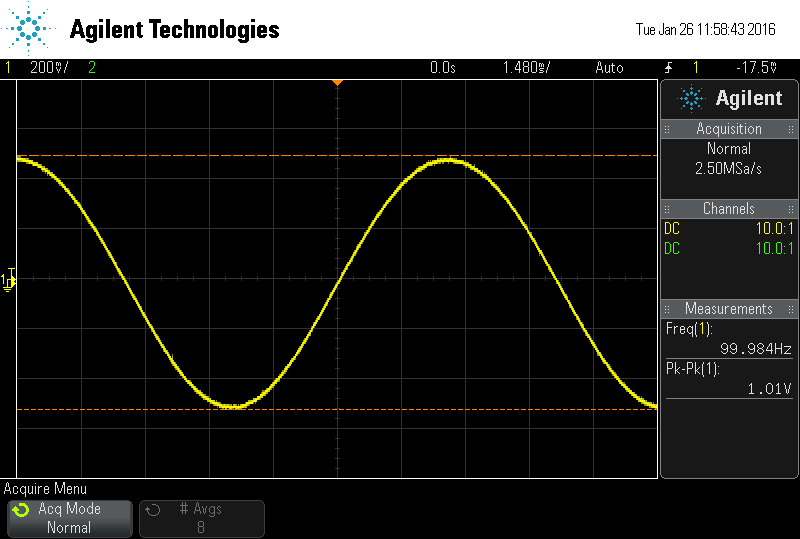 Agilent Technologies
Tue Jan 26 11:58:43 2016
1 200mV/ 2 0.0s 1.480ms/ Auto 1 -17.5mV
T
1
Agilent
Acquisition
Normal
2.50MSa/s
Channels
DC 10.0:1
DC 10.0:1
Measurements
Freq(1):
99.984Hz
Pk-Pk(1):
1.01V
Acquire Menu
Acq Mode
Normal
# Avgs
8